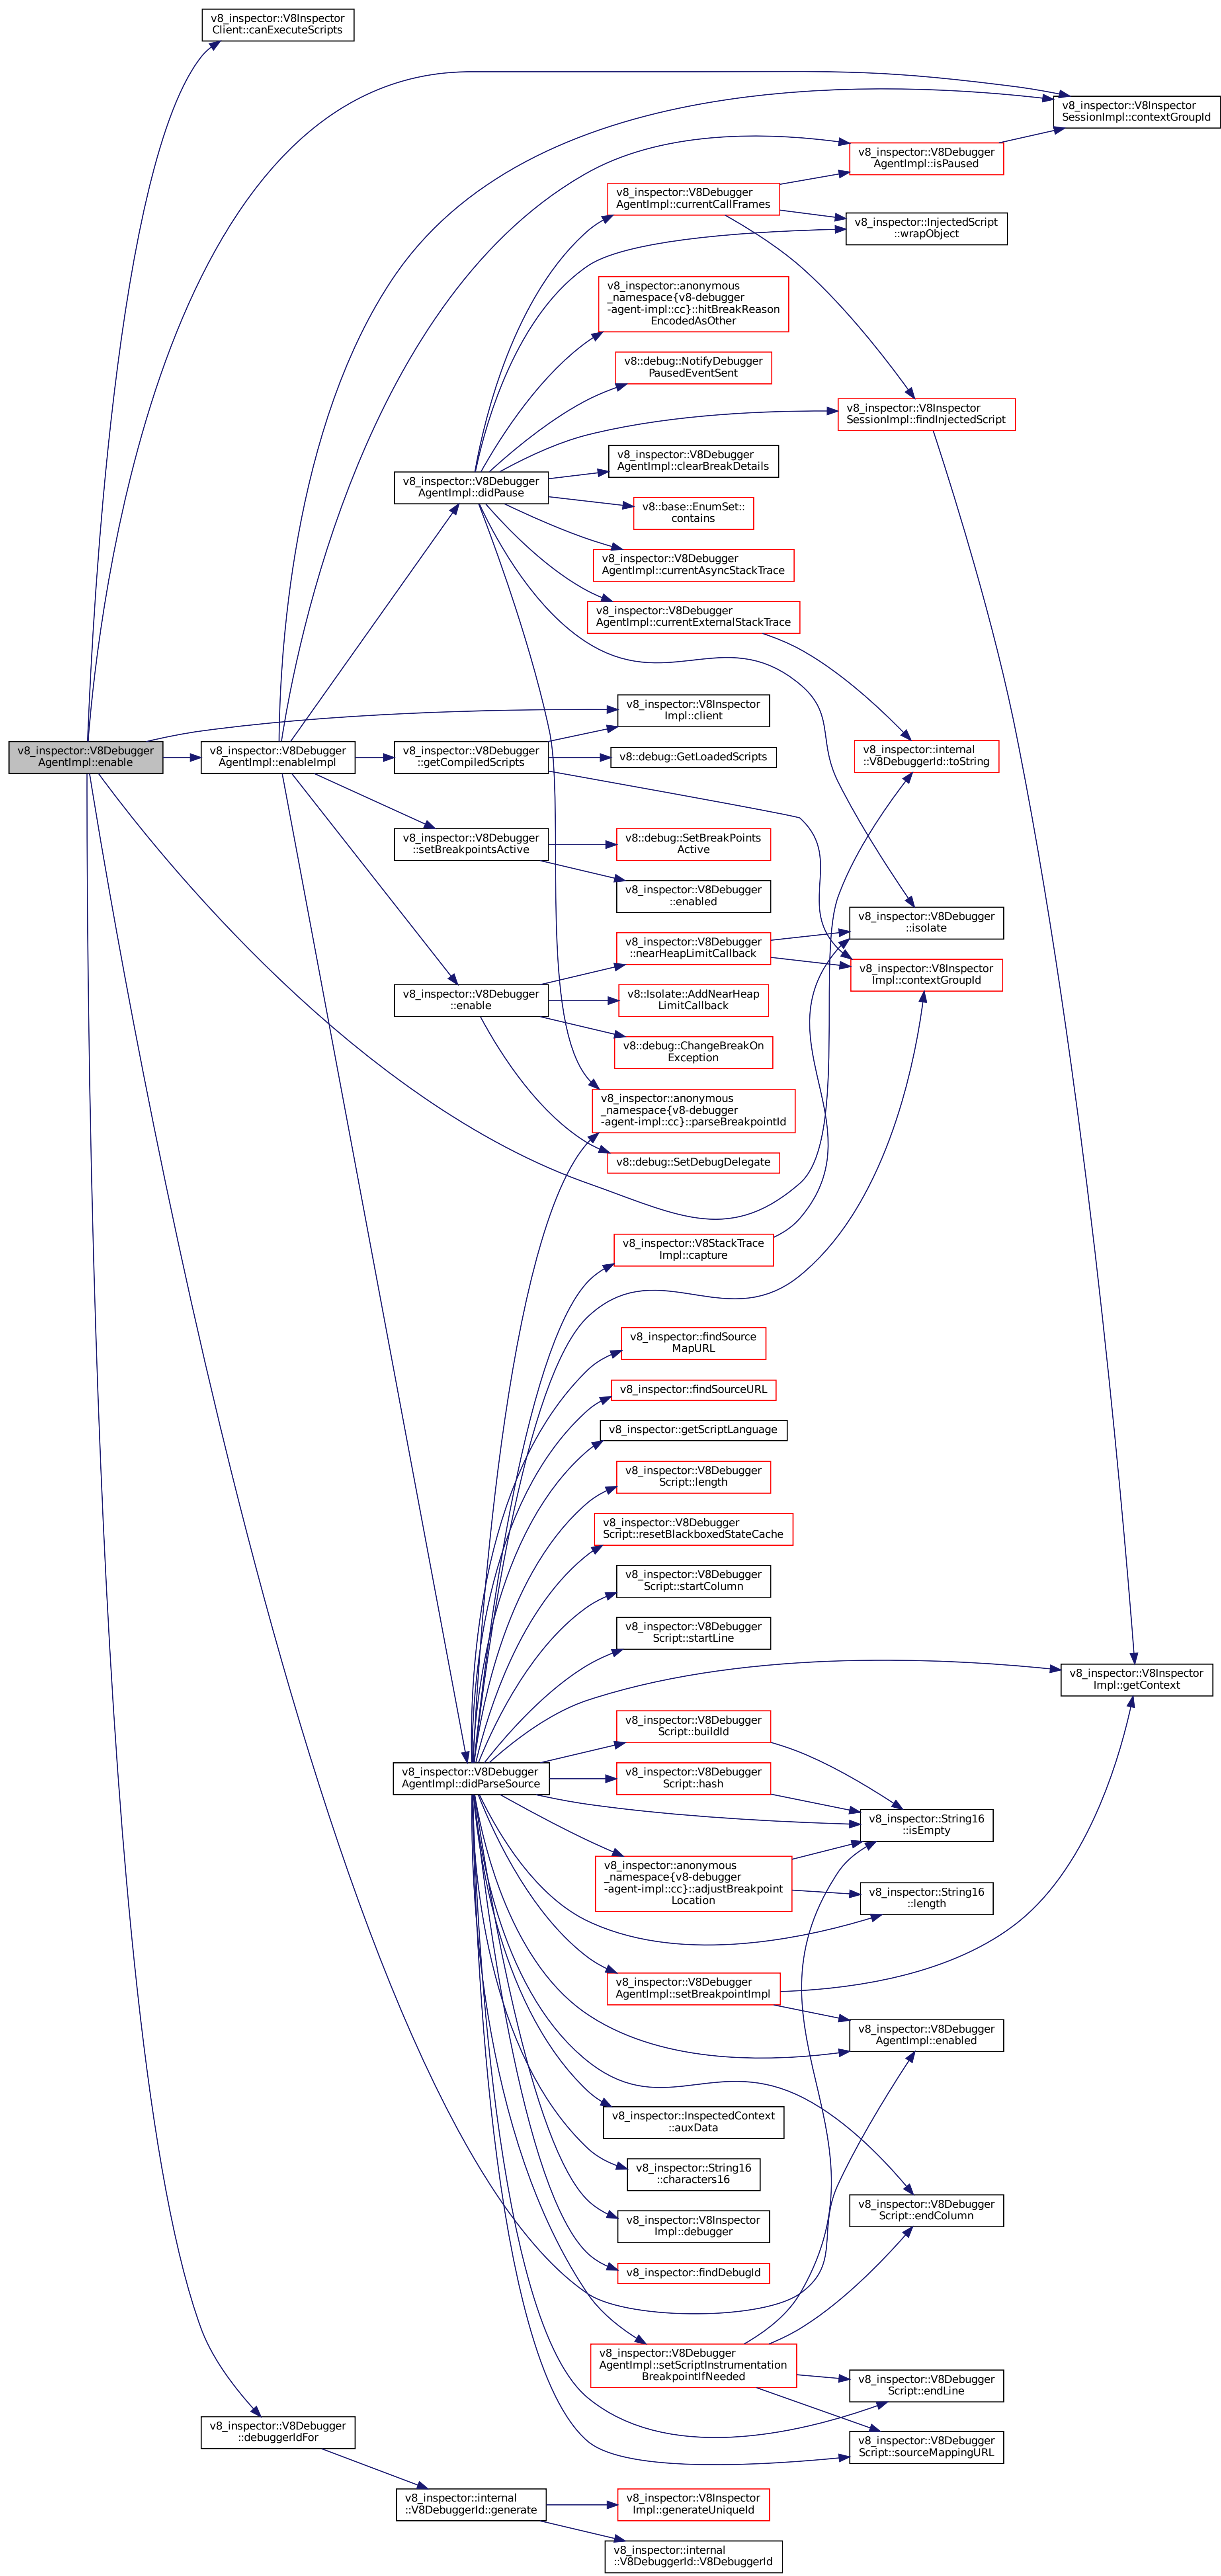 v8_inspector::V8Inspector
Client::canExecuteScripts
v8_inspector::V8Inspector
SessionImpl::contextGroupId
v8_inspector::V8Debugger
AgentImpl::isPaused
v8_inspector::V8Debugger
AgentImpl::currentCallFrames
v8_inspector::InjectedScript
::wrapObject
v8_inspector::anonymous
_namespace{v8-debugger
-agent-impl::cc}::hitBreakReason
EncodedAsOther
v8::debug::NotifyDebugger
PausedEventSent
v8_inspector::V8Inspector
SessionImpl::findInjectedScript
v8_inspector::V8Debugger
AgentImpl::clearBreakDetails
v8_inspector::V8Debugger
AgentImpl::didPause
v8::base::EnumSet::
contains
v8_inspector::V8Debugger
AgentImpl::currentAsyncStackTrace
v8_inspector::V8Debugger
AgentImpl::currentExternalStackTrace
v8_inspector::V8Inspector
Impl::client
v8_inspector::V8Debugger
AgentImpl::enable
v8_inspector::V8Debugger
AgentImpl::enableImpl
v8_inspector::V8Debugger
::getCompiledScripts
v8::debug::GetLoadedScripts
v8_inspector::internal
::V8DebuggerId::toString
v8_inspector::V8Debugger
::setBreakpointsActive
v8::debug::SetBreakPoints
Active
v8_inspector::V8Debugger
::enabled
v8_inspector::V8Debugger
::isolate
v8_inspector::V8Debugger
::nearHeapLimitCallback
v8_inspector::V8Inspector
Impl::contextGroupId
v8_inspector::V8Debugger
::enable
v8::Isolate::AddNearHeap
LimitCallback
v8::debug::ChangeBreakOn
Exception
v8_inspector::anonymous
_namespace{v8-debugger
-agent-impl::cc}::parseBreakpointId
v8::debug::SetDebugDelegate
v8_inspector::V8StackTrace
Impl::capture
v8_inspector::findSource
MapURL
v8_inspector::findSourceURL
v8_inspector::getScriptLanguage
v8_inspector::V8Debugger
Script::length
v8_inspector::V8Debugger
Script::resetBlackboxedStateCache
v8_inspector::V8Debugger
Script::startColumn
v8_inspector::V8Debugger
Script::startLine
v8_inspector::V8Inspector
Impl::getContext
v8_inspector::V8Debugger
Script::buildId
v8_inspector::V8Debugger
AgentImpl::didParseSource
v8_inspector::V8Debugger
Script::hash
v8_inspector::String16
::isEmpty
v8_inspector::anonymous
_namespace{v8-debugger
-agent-impl::cc}::adjustBreakpoint
Location
v8_inspector::String16
::length
v8_inspector::V8Debugger
AgentImpl::setBreakpointImpl
v8_inspector::V8Debugger
AgentImpl::enabled
v8_inspector::InspectedContext
::auxData
v8_inspector::String16
::characters16
v8_inspector::V8Inspector
Impl::debugger
v8_inspector::V8Debugger
Script::endColumn
v8_inspector::findDebugId
v8_inspector::V8Debugger
AgentImpl::setScriptInstrumentation
BreakpointIfNeeded
v8_inspector::V8Debugger
Script::endLine
v8_inspector::V8Debugger
::debuggerIdFor
v8_inspector::V8Debugger
Script::sourceMappingURL
v8_inspector::internal
::V8DebuggerId::generate
v8_inspector::V8Inspector
Impl::generateUniqueId
v8_inspector::internal
::V8DebuggerId::V8DebuggerId